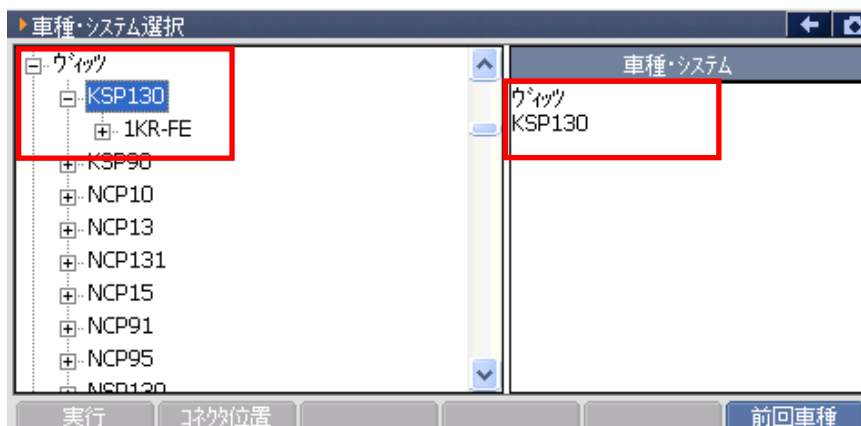 車種・システム選択
ヴィッツ
KSP130
1KR-FE
KSP90
NCP10
NCP13
NCP131
NCP15
NCP91
NCP95
NSP130
車種・システム
ヴィッツ
KSP130
実行
コネクタ位置
前回車種